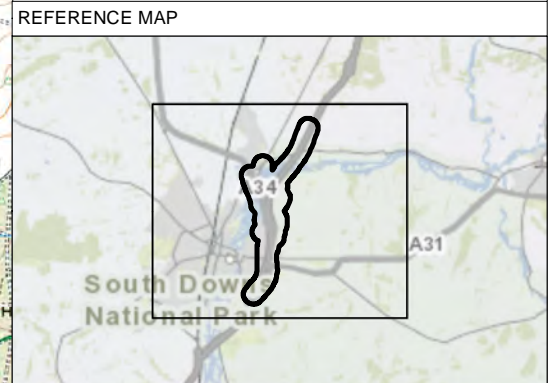 REFERENCE MAP
A34
A31
South Downs
National Park
H